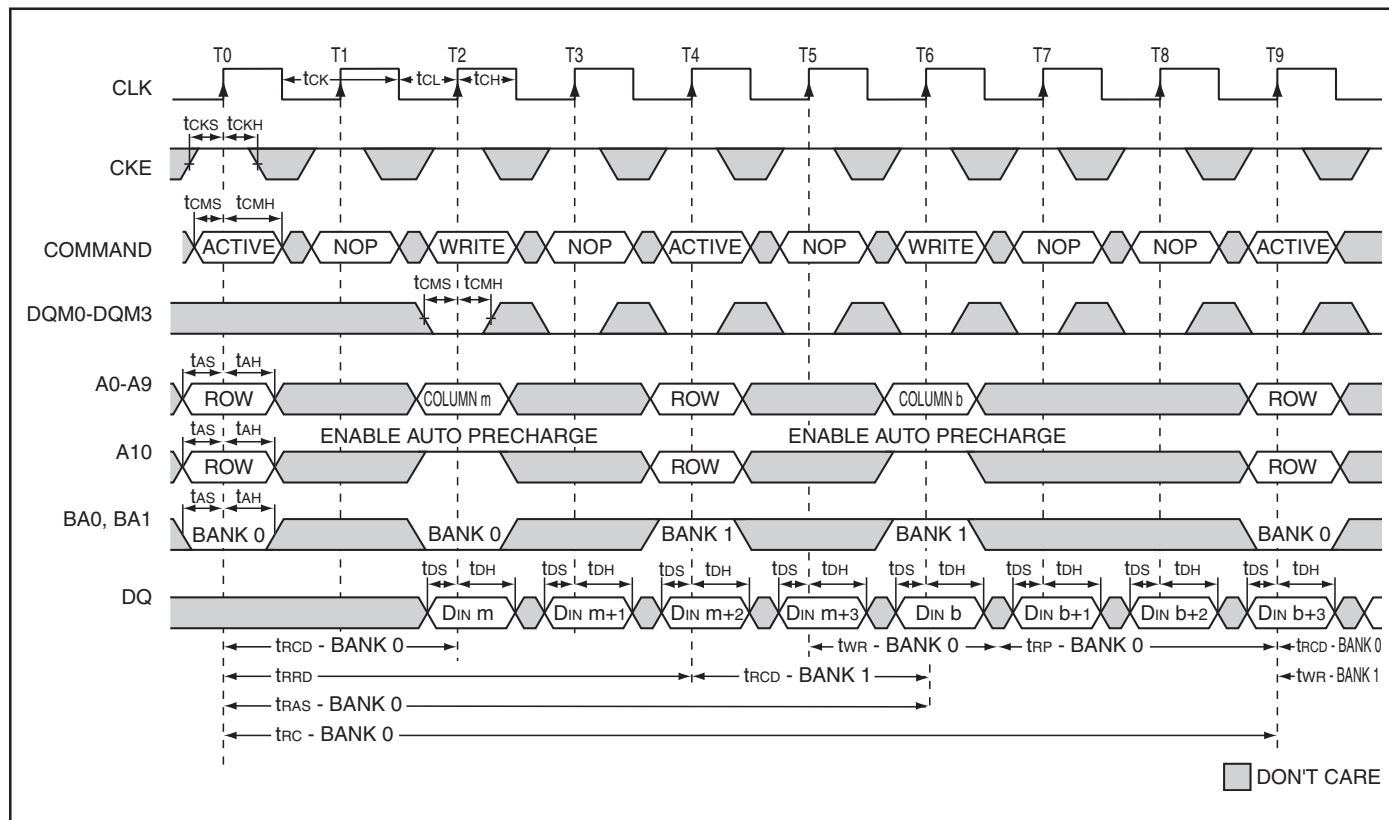 T0 T1 T2 T3 T4 T5 T6 T7 T8 T9
CLK
tCK tCL tCH
tCKS tCKH
CKE
tCMS tCMH
COMMAND ACTIVE NOP WRITE NOP ACTIVE NOP WRITE NOP NOP ACTIVE
tCMS tCMH
DQM0-DQM3
tAS tAH
A0-A9 ROW COLUMN m ROW COLUMN b ROW
tAS tAH ENABLE AUTO PRECHARGE ENABLE AUTO PRECHARGE
A10 ROW ROW ROW
tAS tAH
BA0, BA1 BANK 0 BANK 0 BANK 1 BANK 1 BANK 0
tDS tDH tDS tDH tDS tDH tDS tDH tDS tDH tDS tDH tDS tDH tDS tDH
DQ DIN m DIN m+1 DIN m+2 DIN m+3 DIN b DIN b+1 DIN b+2 DIN b+3
tRCD - BANK 0 tWR - BANK 0 tRP - BANK 0 tRCD - BANK 0
tRRD tRCD - BANK 1 tWR - BANK 1
tRAS - BANK 0
tRC - BANK 0
DON'T CARE